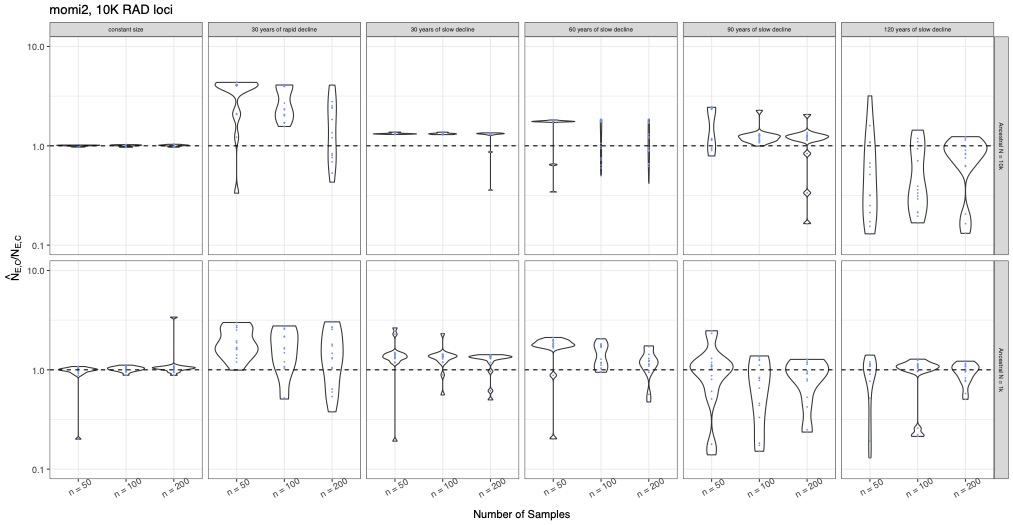 momi2, 10K RAD loci
constant size
30 years of rapid decline
30 years of slow decline
60 years of slow decline
90 years of slow decline
120 years of slow decline
10.0
1.0
0.1
Ancestral N = 10k
N̂E,C/NE,C
10.0
1.0
0.1
Ancestral N = 1k
n = 50 n = 100 n = 200 n = 50 n = 100 n = 200 n = 50 n = 100 n = 200 n = 50 n = 100 n = 200 n = 50 n = 100 n = 200 n = 50 n = 100 n = 200
Number of Samples